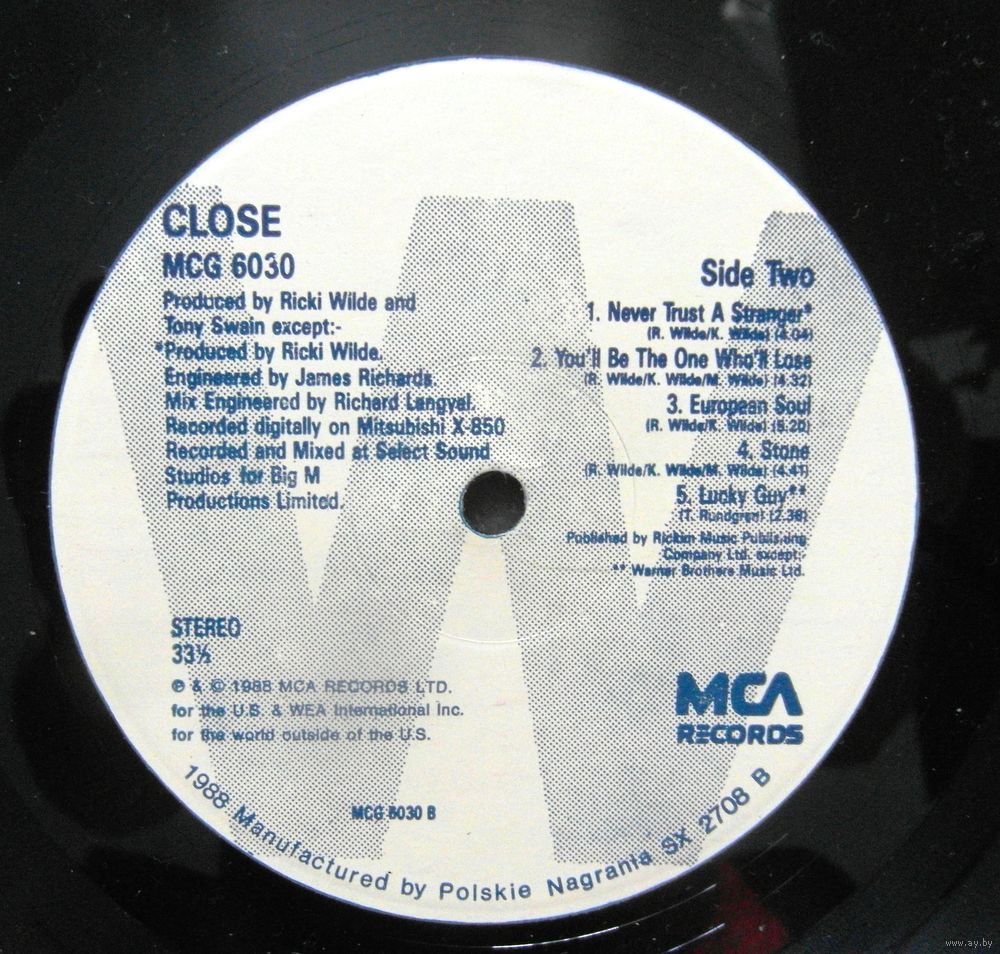 CLOSE
MCG 6030
Produced by Ricki Wilde and
Tony Swain except:-
*Produced by Ricki Wilde.
Engineered by James Richards.
Mix Engineered by Richard Lengyel.
Recorded digitally on Mitsubishi X-850
Recorded and Mixed at Select Sound
Studios for Big M
Productions Limited.
Side Two
1. Never Trust A Stranger*
(R. Wilde/K. Wilde) (4.04)
2. You'll Be The One Who'll Lose
(R. Wilde/K. Wilde/M. Wilde) (4.32)
3. European Soul
(R. Wilde/K. Wilde) (5.20)
4. Stone
(R. Wilde/K. Wilde/M. Wilde) (4.41)
5. Lucky Guy**
(T. Rundgren) (2.38)
Published by Rickim Music Publishing
Company Ltd. except:-
** Warner Brothers Music Ltd.
STEREO
33⅓
℗ & © 1988 MCA RECORDS LTD.
for the U.S. & WEA International Inc.
for the world outside of the U.S.
MCA
RECORDS
MCG 6030 B
1988 Manufactured by Polskie Nagrania SX 2708 B
www.ay.by